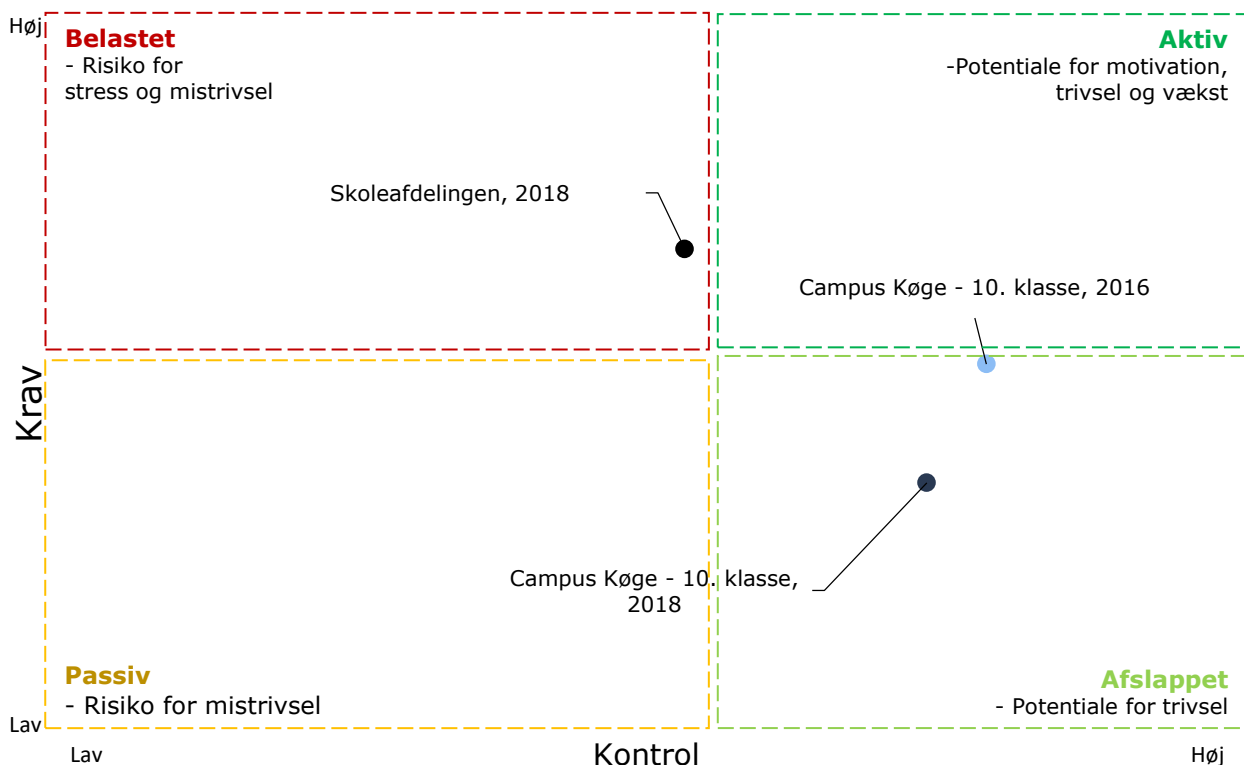 Høj
Belastet
- Risiko for
stress og mistrivsel
Aktiv
-Potentiale for motivation,
trivsel og vækst
Skoleafdelingen, 2018
Campus Køge - 10. klasse, 2016
Krav
Campus Køge - 10. klasse,
2018
Passiv
- Risiko for mistrivsel
Afslappet
- Potentiale for trivsel
Lav
Lav
Kontrol
Høj